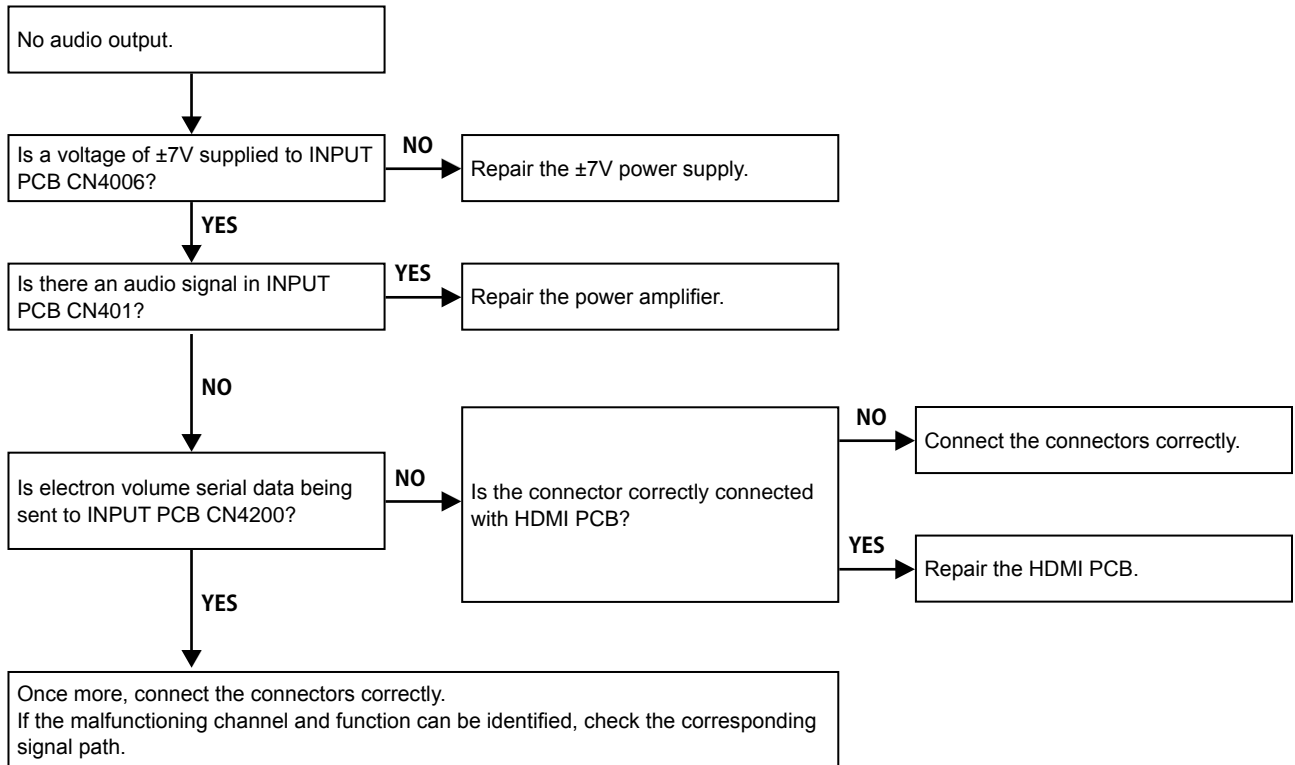 No audio output.
Is a voltage of ±7V supplied to INPUT
PCB CN4006?
NO
Repair the ±7V power supply.
YES
Is there an audio signal in INPUT
PCB CN401?
YES
Repair the power amplifier.
NO
Is electron volume serial data being
sent to INPUT PCB CN4200?
NO
Is the connector correctly connected
with HDMI PCB?
NO
Connect the connectors correctly.
YES
Repair the HDMI PCB.
YES
Once more, connect the connectors correctly.
If the malfunctioning channel and function can be identified, check the corresponding
signal path.